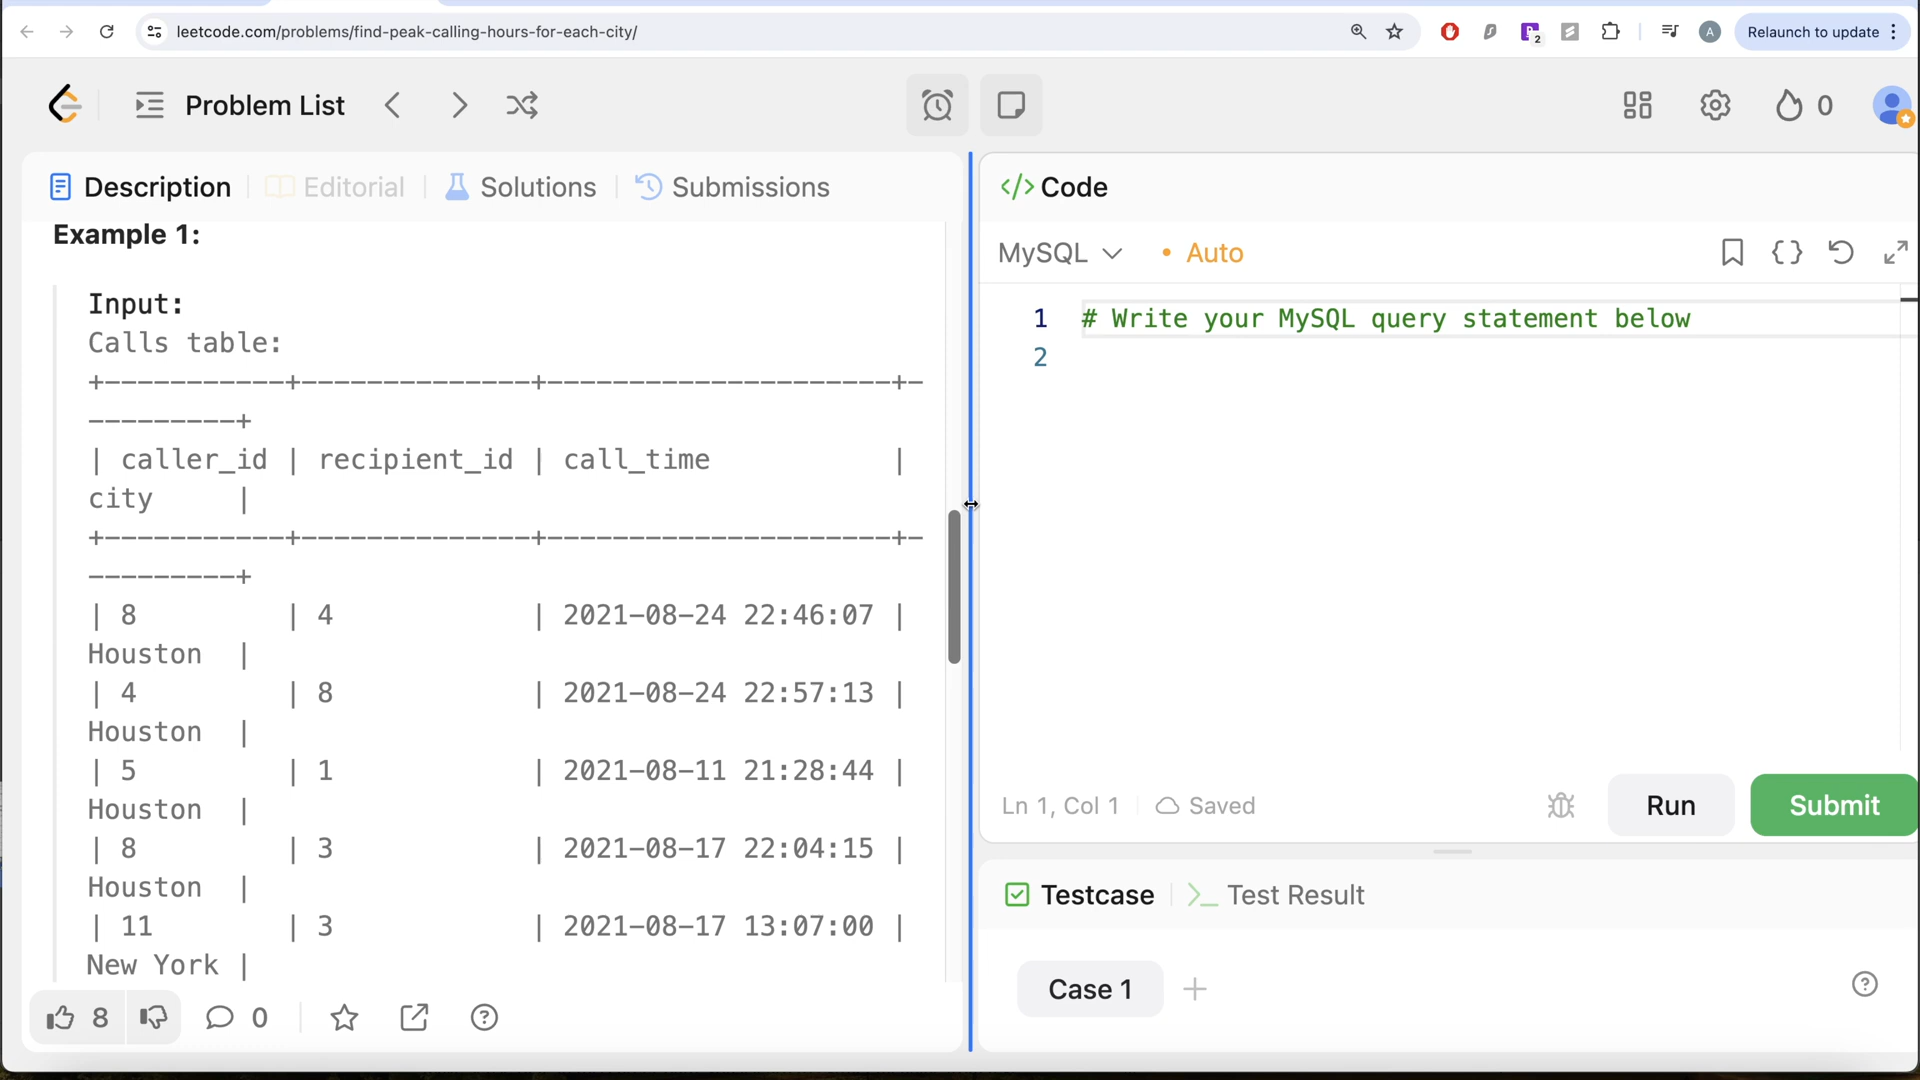 leetcode.com/problems/find-peak-calling-hours-for-each-city/
2
A
Relaunch to update
Problem List
0
Description
Editorial
Solutions
Submissions
Example 1:
Input:
Calls table:
+-----------+--------------+---------------------+-
---------+
| caller_id | recipient_id | call_time           |
city     |
+-----------+--------------+---------------------+-
---------+
| 8         | 4            | 2021-08-24 22:46:07 |
Houston  |
| 4         | 8            | 2021-08-24 22:57:13 |
Houston  |
| 5         | 1            | 2021-08-11 21:28:44 |
Houston  |
| 8         | 3            | 2021-08-17 22:04:15 |
Houston  |
| 11        | 3            | 2021-08-17 13:07:00 |
New York |
8
0
</> Code
MySQL
• Auto
1 # Write your MySQL query statement below
2
Ln 1, Col 1
Saved
Run
Submit
Testcase
>_ Test Result
Case 1
+